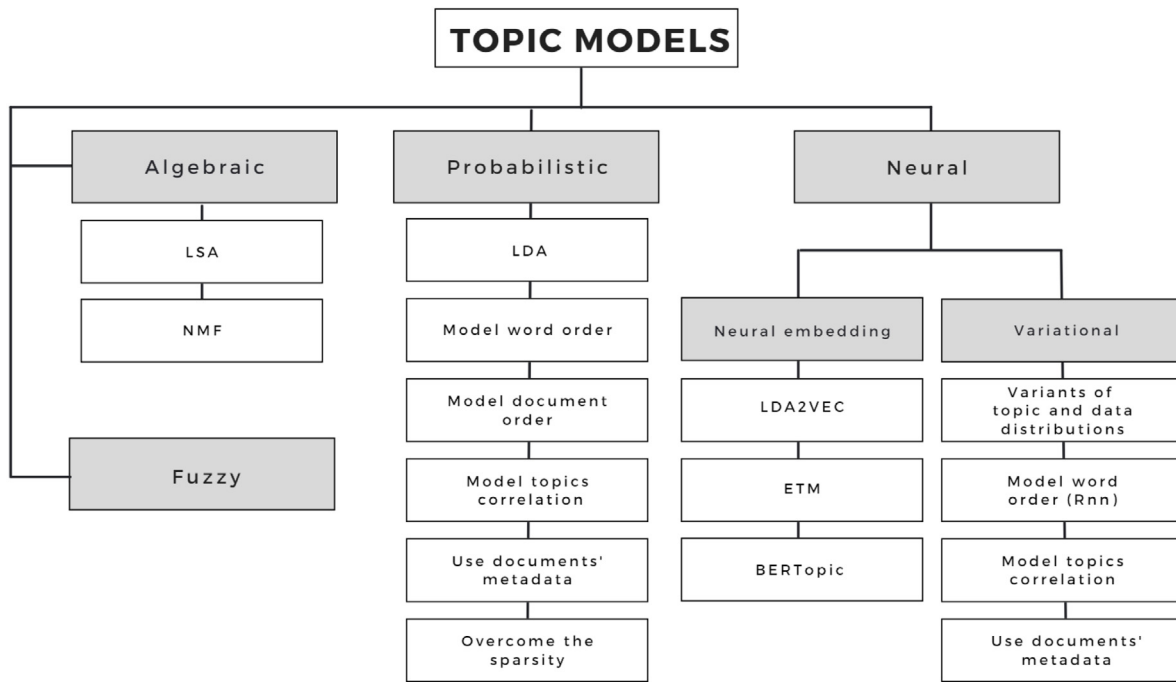 TOPIC MODELS
Algebraic
LSA
NMF
Fuzzy
Probabilistic
LDA
Model word order
Model document
order
Model topics
correlation
Use documents'
metadata
Overcome the
sparsity
Neural
Neural embedding
LDA2VEC
ETM
BERTopic
Variational
Variants of
topic and data
distributions
Model word
order (Rnn)
Model topics
correlation
Use documents'
metadata